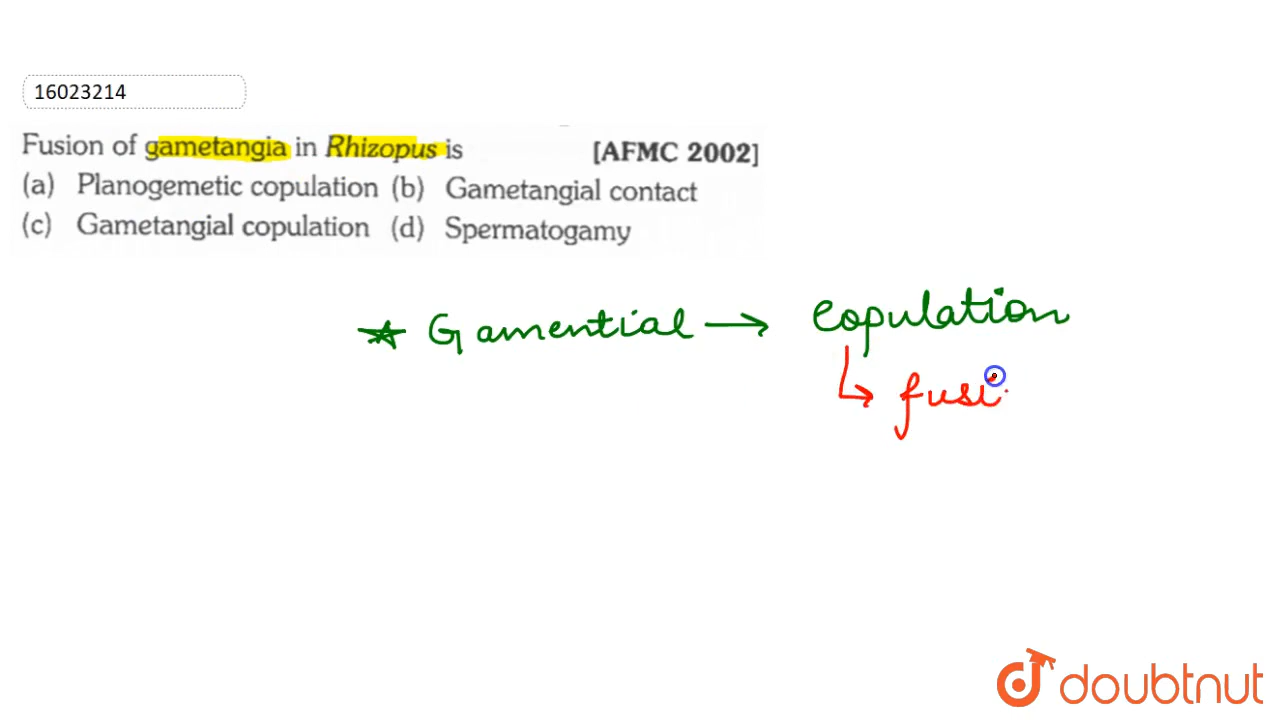 16023214
Fusion of gametangia in Rhizopus is [AFMC 2002]
(a) Planogemetic copulation (b) Gametangial contact
(c) Gametangial copulation (d) Spermatogamy
Gamential → copulation
↳ fusi
doubtnut